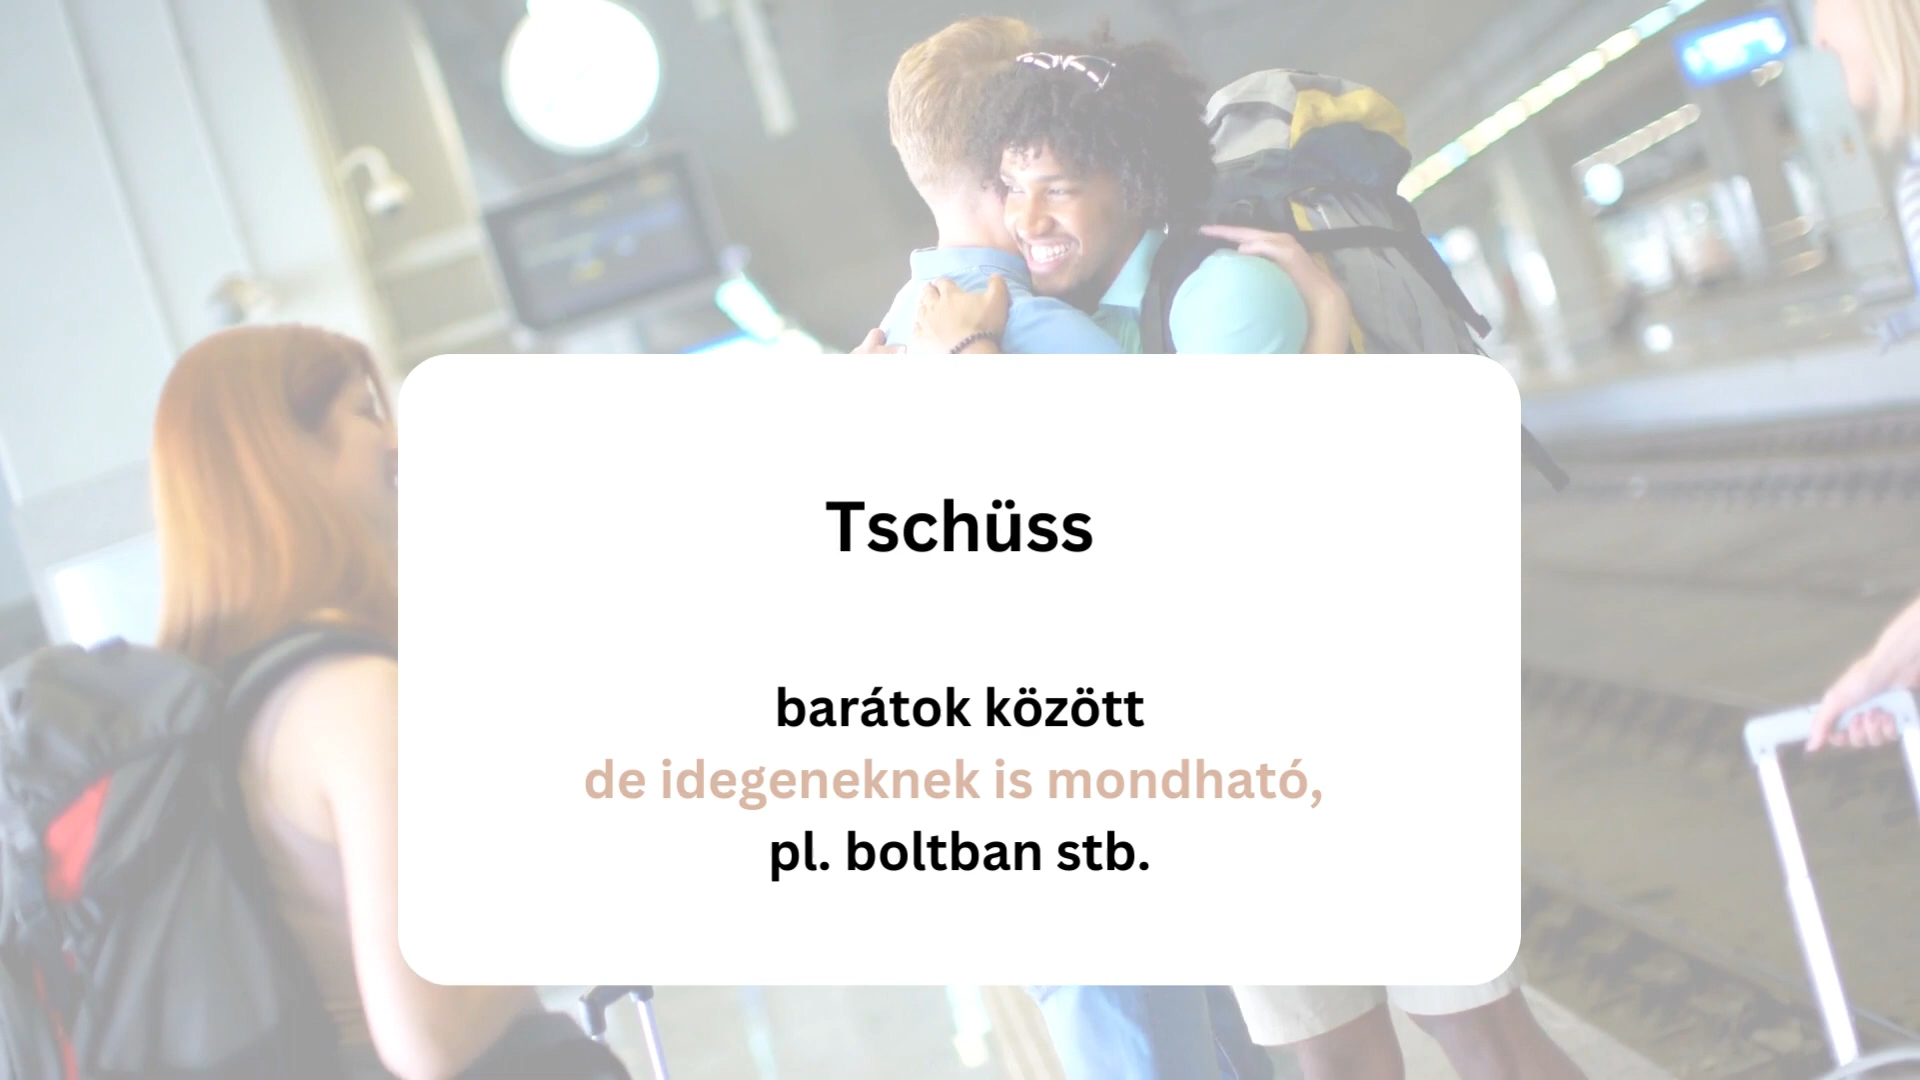 Tschüss
barátok között
de idegeneknek is mondható,
pl. boltban stb.